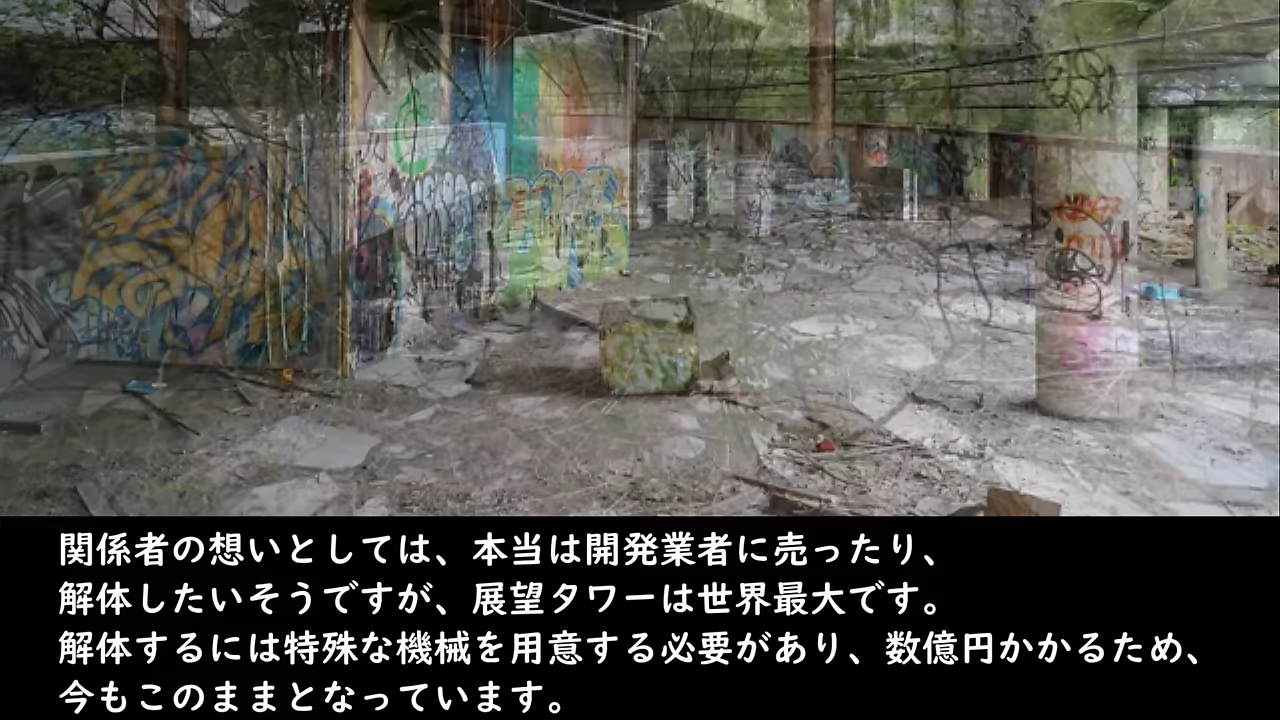 関係者の想いとしては、本当は開発業者に売ったり、
解体したいそうですが、展望タワーは世界最大です。
解体するには特殊な機械を用意する必要があり、数億円かかるため、
今もこのままとなっています。